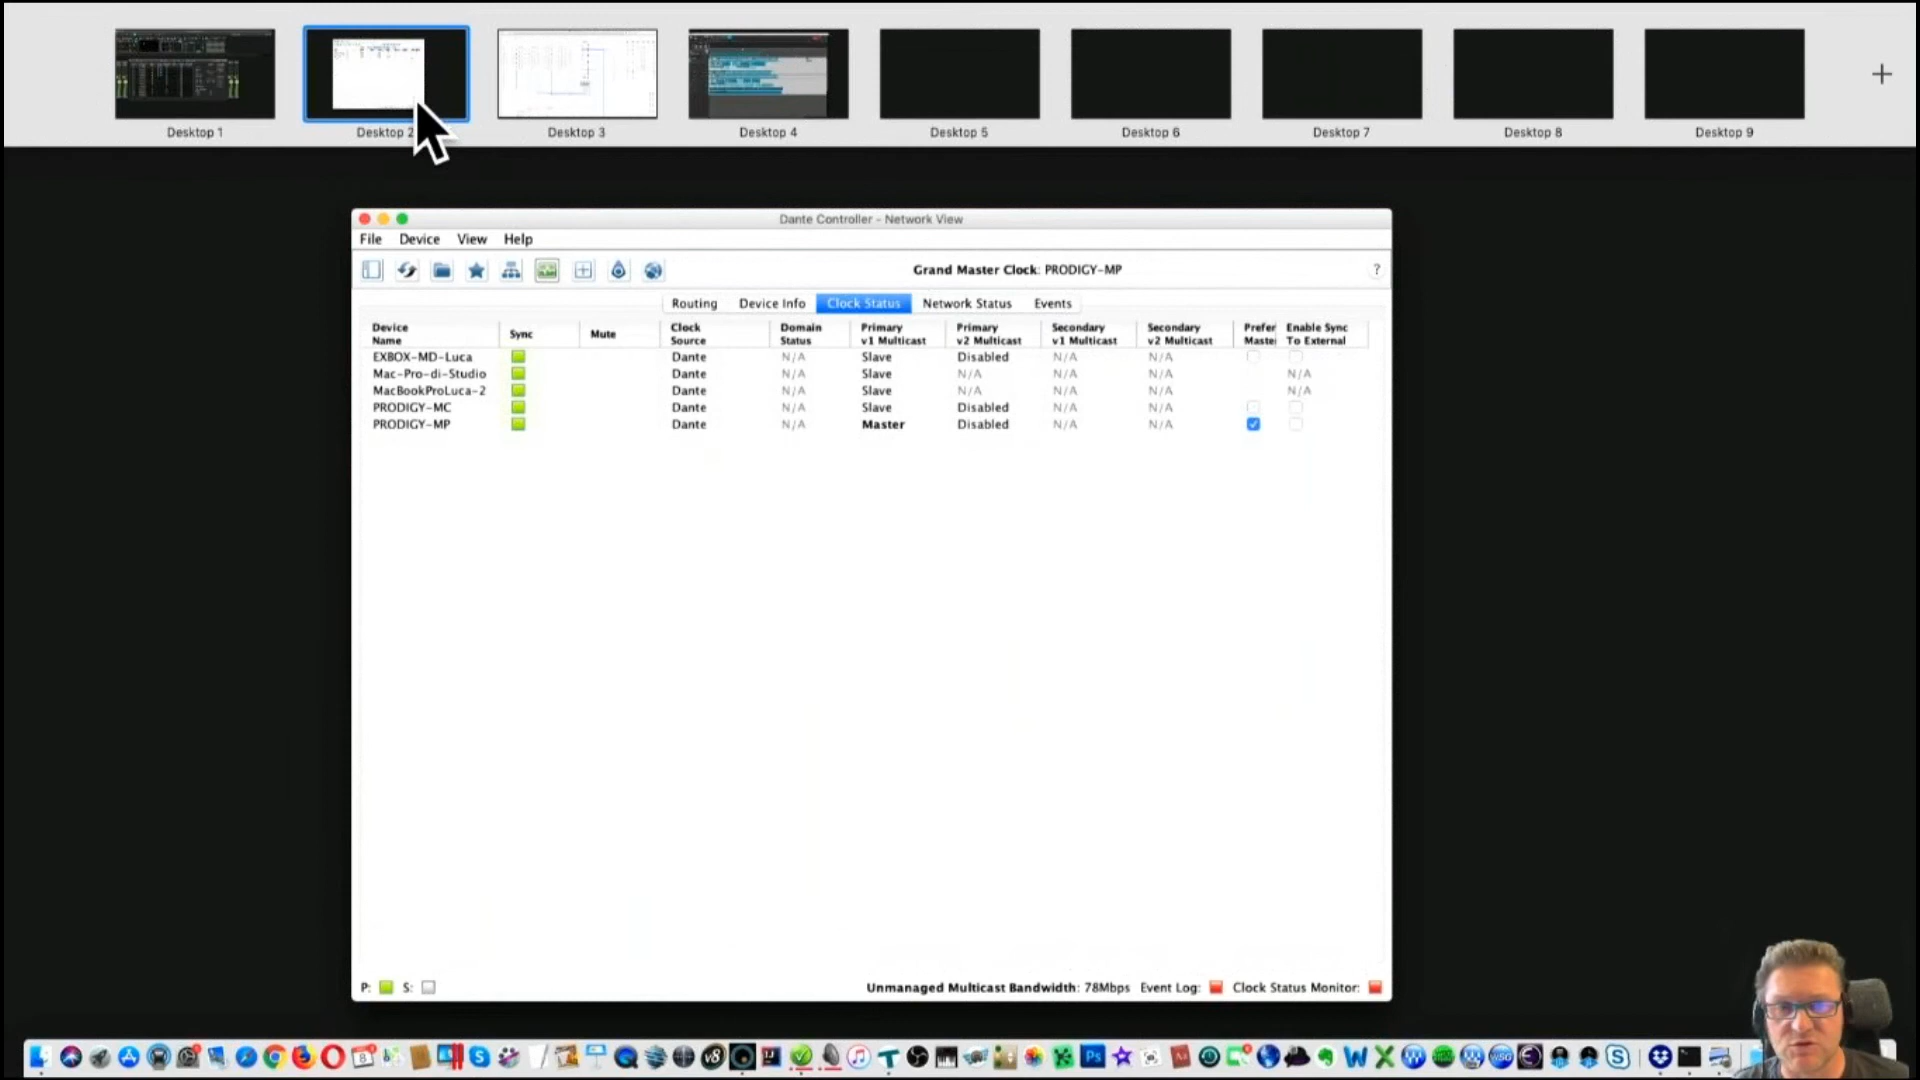 Desktop 1 Desktop 2 Desktop 3 Desktop 4 Desktop 5 Desktop 6 Desktop 7 Desktop 8 Desktop 9
Dante Controller - Network View
File Device View Help
Grand Master Clock: PRODIGY-MP
?
Routing Device Info Clock Status Network Status Events
Device Name Sync Mute Clock Source Domain Status Primary v1 Multicast Primary v2 Multicast Secondary v1 Multicast Secondary v2 Multicast Prefer Master Enable Sync To External
EXBOX-MD-Luca Dante N/A Slave Disabled N/A N/A
Mac-Pro-di-Studio Dante N/A Slave N/A N/A N/A N/A
MacBookProLuca-2 Dante N/A Slave N/A N/A N/A N/A
PRODIGY-MC Dante N/A Slave Disabled N/A N/A
PRODIGY-MP Dante N/A Master Disabled N/A N/A
P: S: Unmanaged Multicast Bandwidth: 78Mbps Event Log: Clock Status Monitor: